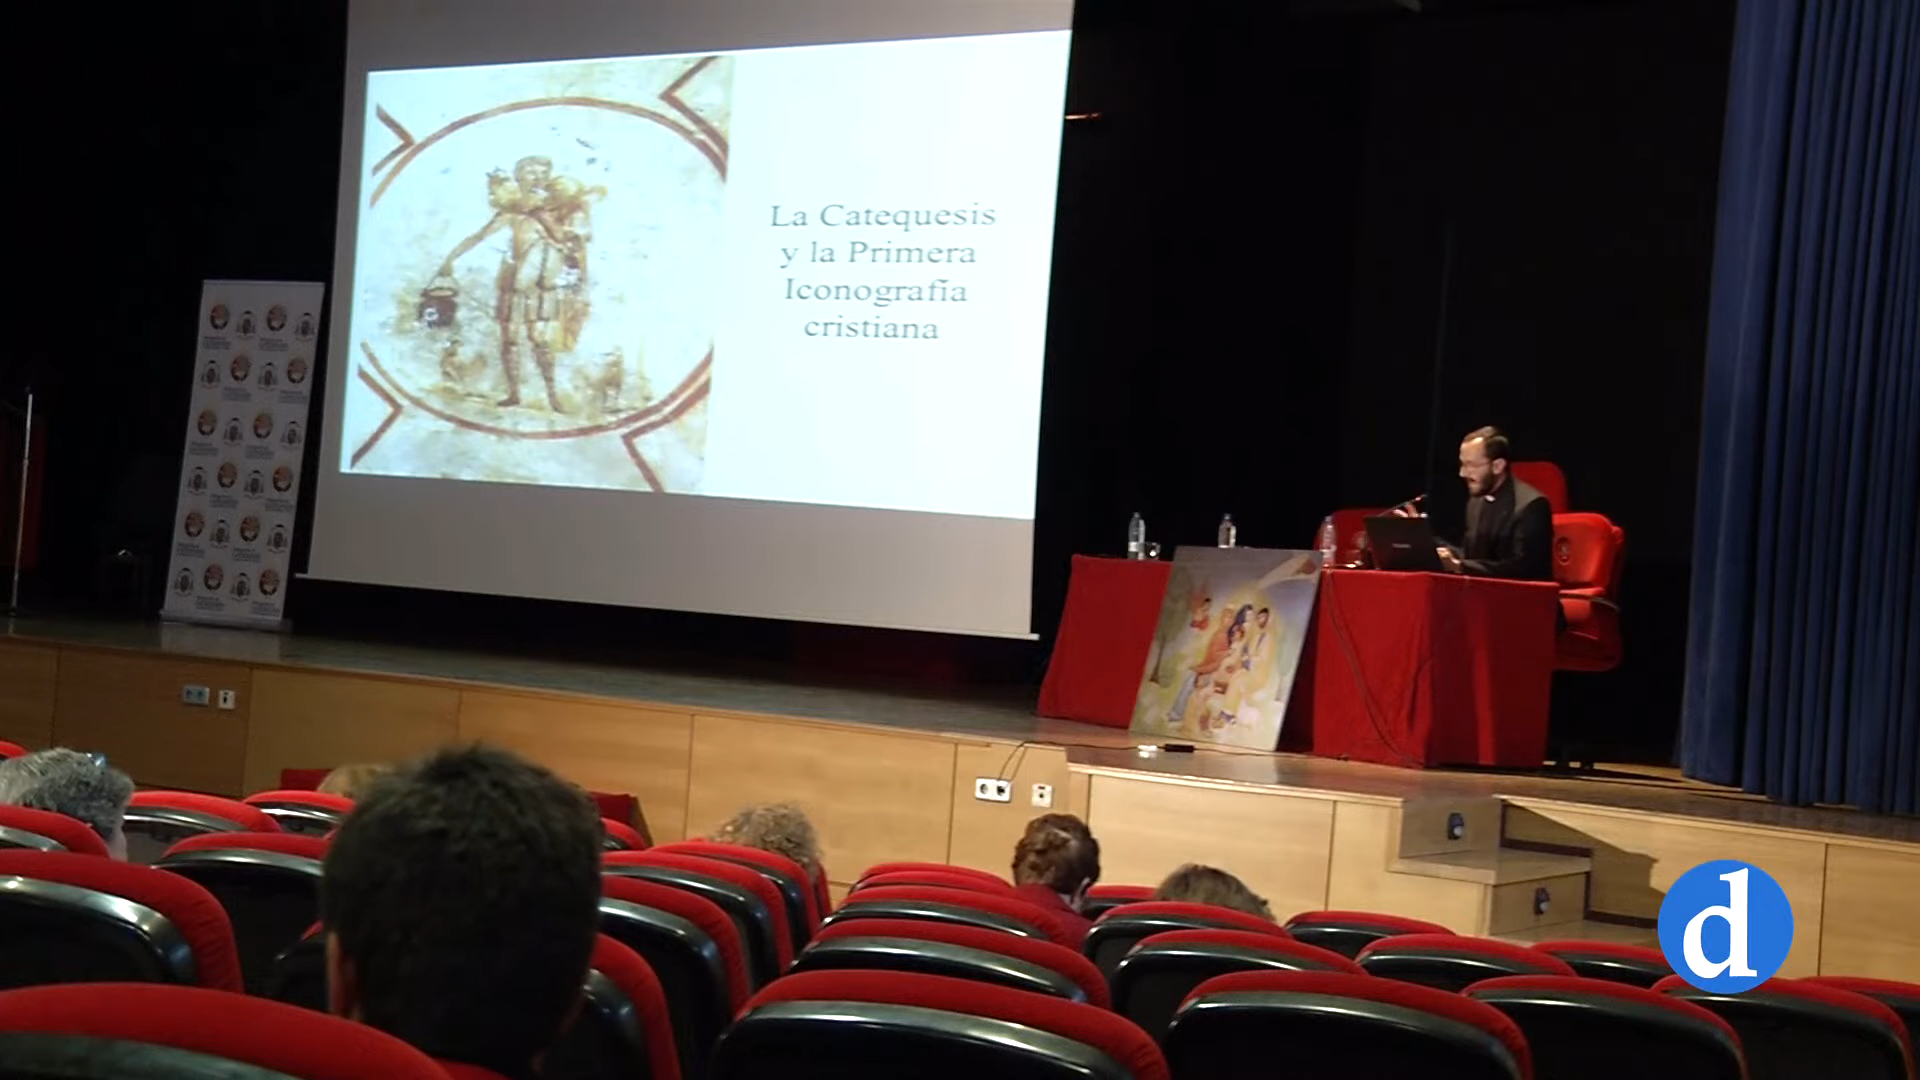 La Catequesis
y la Primera
Iconografía
cristiana
d